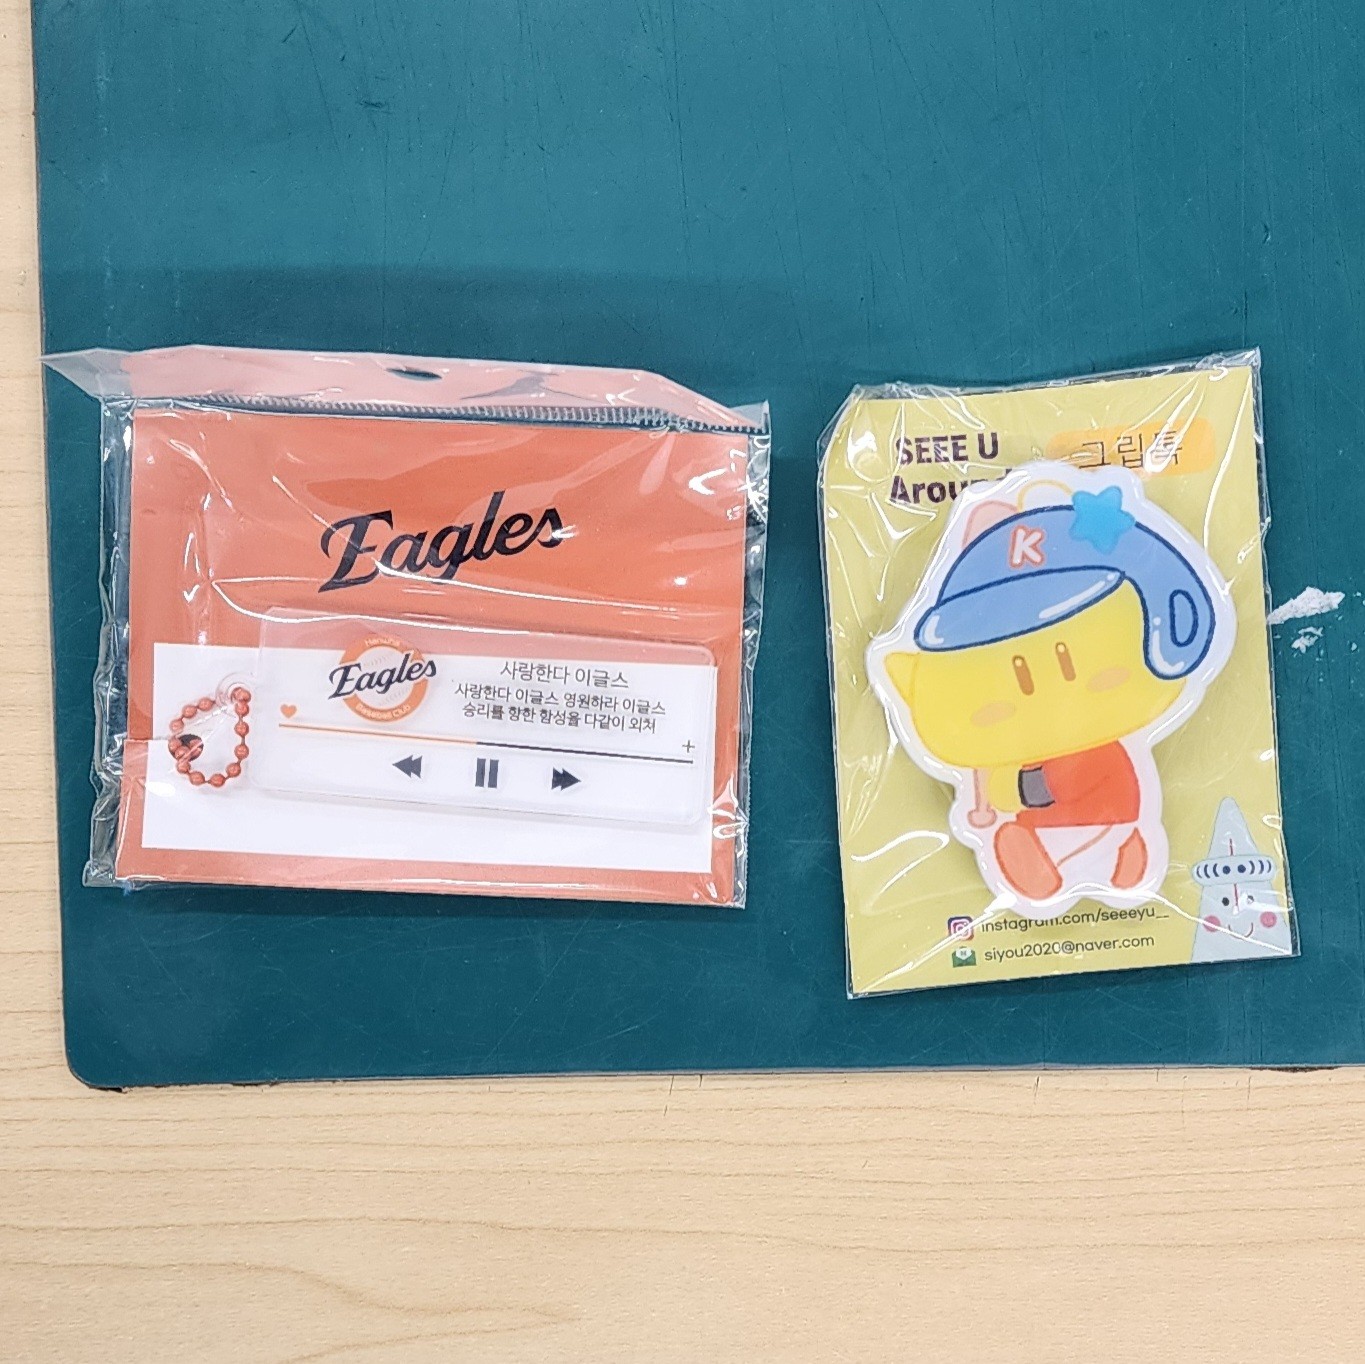 Eagles
Hanwha
Eagles
Baseball Club
사랑한다 이글스
사랑한다 이글스 영원하라 이글스
승리를 향한 함성을 다같이 외쳐
SEEE U
그립톡
K
instagram.com/seeeyu__
siyou2020@naver.com